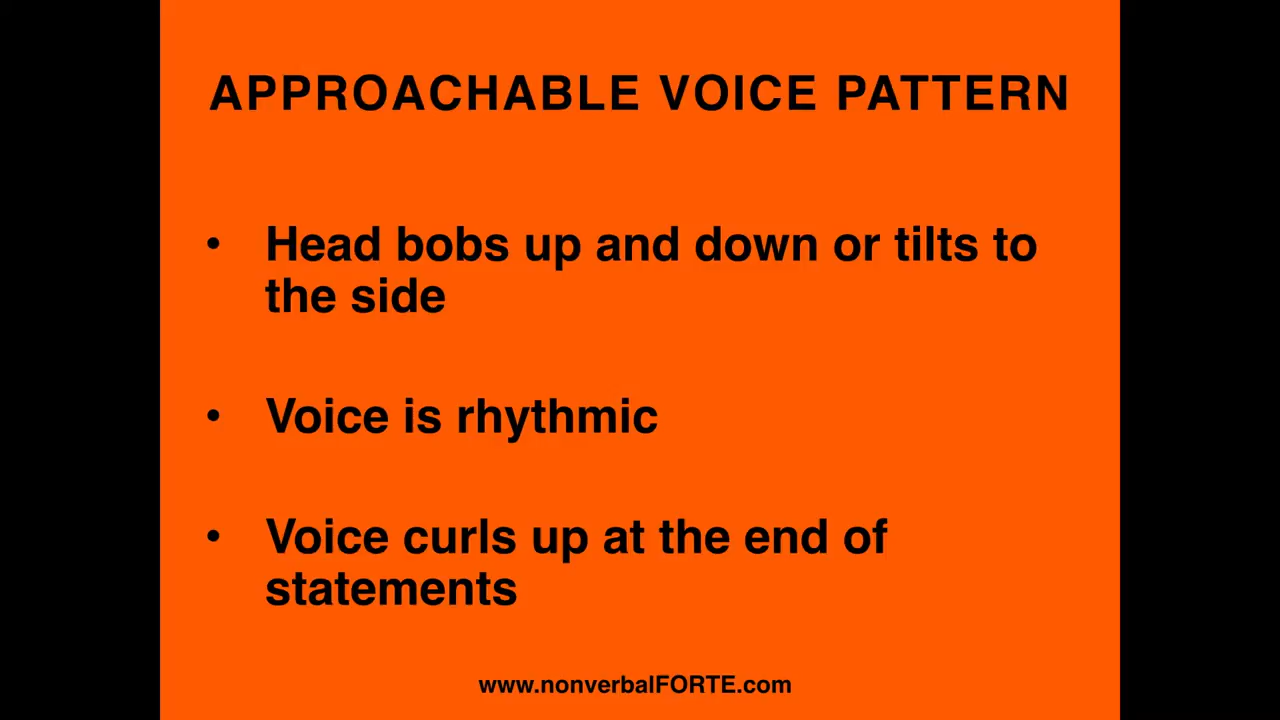 APPROACHABLE VOICE PATTERN
• Head bobs up and down or tilts to
the side
• Voice is rhythmic
• Voice curls up at the end of
statements
www.nonverbalFORTE.com